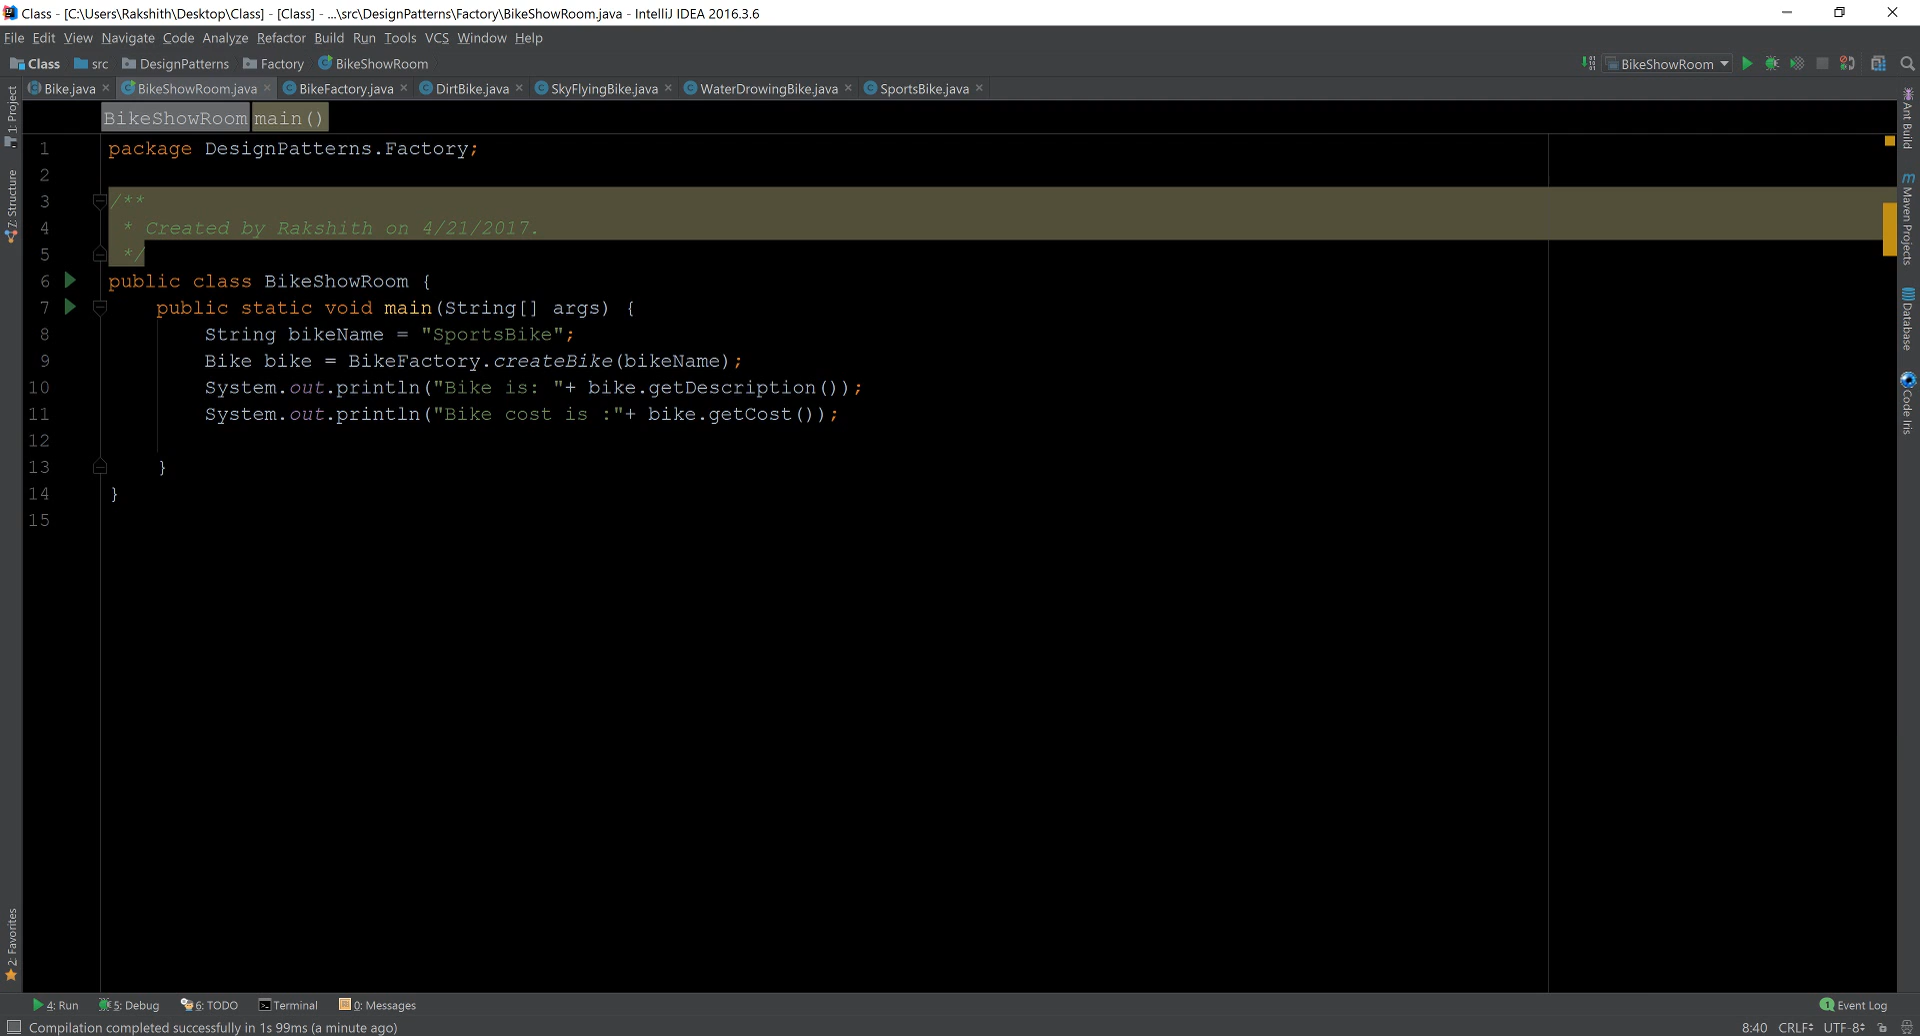 Class - [C:\Users\Rakshith\Desktop\Class] - [Class] - ...\src\DesignPatterns\Factory\BikeShowRoom.java - IntelliJ IDEA 2016.3.6
File Edit View Navigate Code Analyze Refactor Build Run Tools VCS Window Help
Class src DesignPatterns Factory BikeShowRoom
BikeShowRoom
Bike.java BikeShowRoom.java BikeFactory.java DirtBike.java SkyFlyingBike.java WaterDrowingBike.java SportsBike.java
BikeShowRoom main()
1 package DesignPatterns.Factory;
2
3 /**
4 * Created by Rakshith on 4/21/2017.
5 */
6 public class BikeShowRoom {
7 public static void main(String[] args) {
8 String bikeName = "SportsBike";
9 Bike bike = BikeFactory.createBike(bikeName);
10 System.out.println("Bike is: "+ bike.getDescription());
11 System.out.println("Bike cost is :"+ bike.getCost());
12
13 }
14 }
15
1: Project
Z: Structure
2: Favorites
Ant Build
Maven Projects
Database
Code Iris
4: Run 5: Debug 6: TODO Terminal 0: Messages
1 Event Log
Compilation completed successfully in 1s 99ms (a minute ago)
8:40 CRLF UTF-8